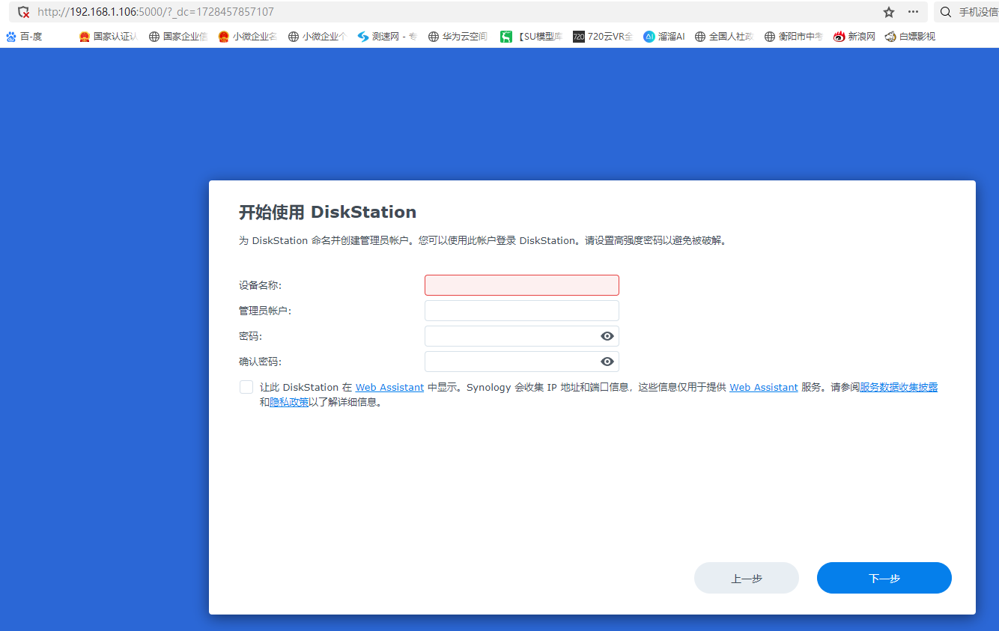 http://192.168.1.106:5000/?_dc=1728457857107 手机没信
百-度 国家认证认 国家企业信 小微企业名 小微企业个 测速网 - 专 华为云空间 【SU模型库 720 720云VR全 AI 溜溜AI 全国人社政 衡阳市中考 新浪网 白嫖影视
开始使用 DiskStation
为 DiskStation 命名并创建管理员帐户。您可以使用此帐户登录 DiskStation。请设置高强度密码以避免被破解。
设备名称:
管理员帐户:
密码:
确认密码:
让此 DiskStation 在 Web Assistant 中显示。Synology 会收集 IP 地址和端口信息，这些信息仅用于提供 Web Assistant 服务。请参阅服务数据收集披露
和隐私政策以了解详细信息。
上一步 下一步